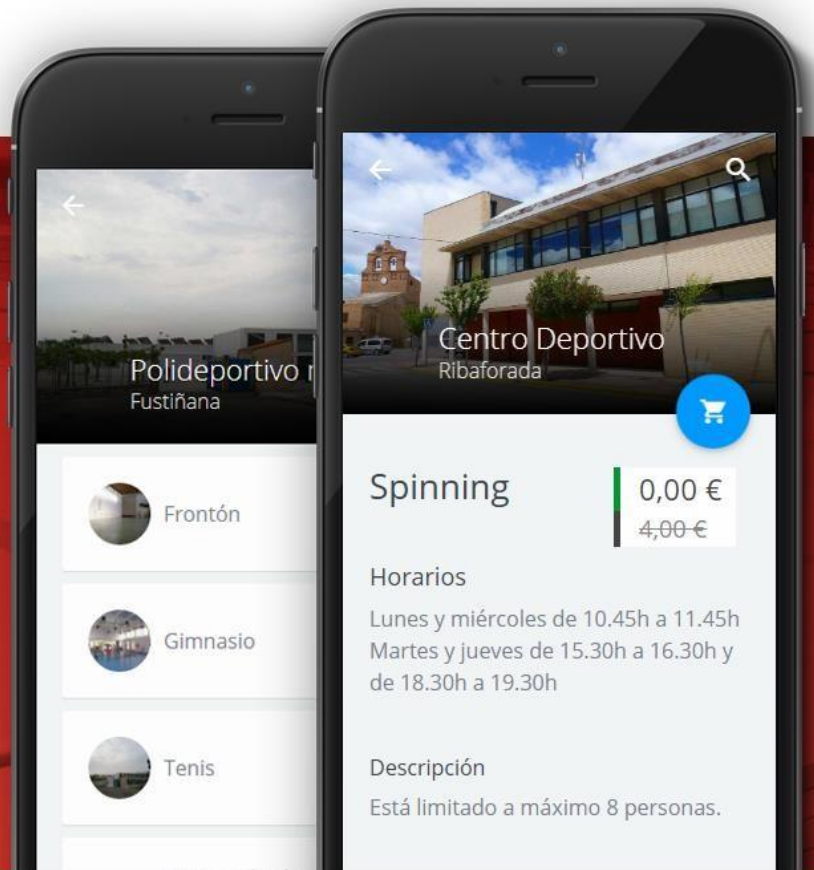 Polideportivo
Fustiñana
Frontón
Gimnasio
Tenis
Centro Deportivo
Ribaforada
Spinning
0,00 €
4,00 €
Horarios
Lunes y miércoles de 10.45h a 11.45h
Martes y jueves de 15.30h a 16.30h y
de 18.30h a 19.30h
Descripción
Está limitado a máximo 8 personas.